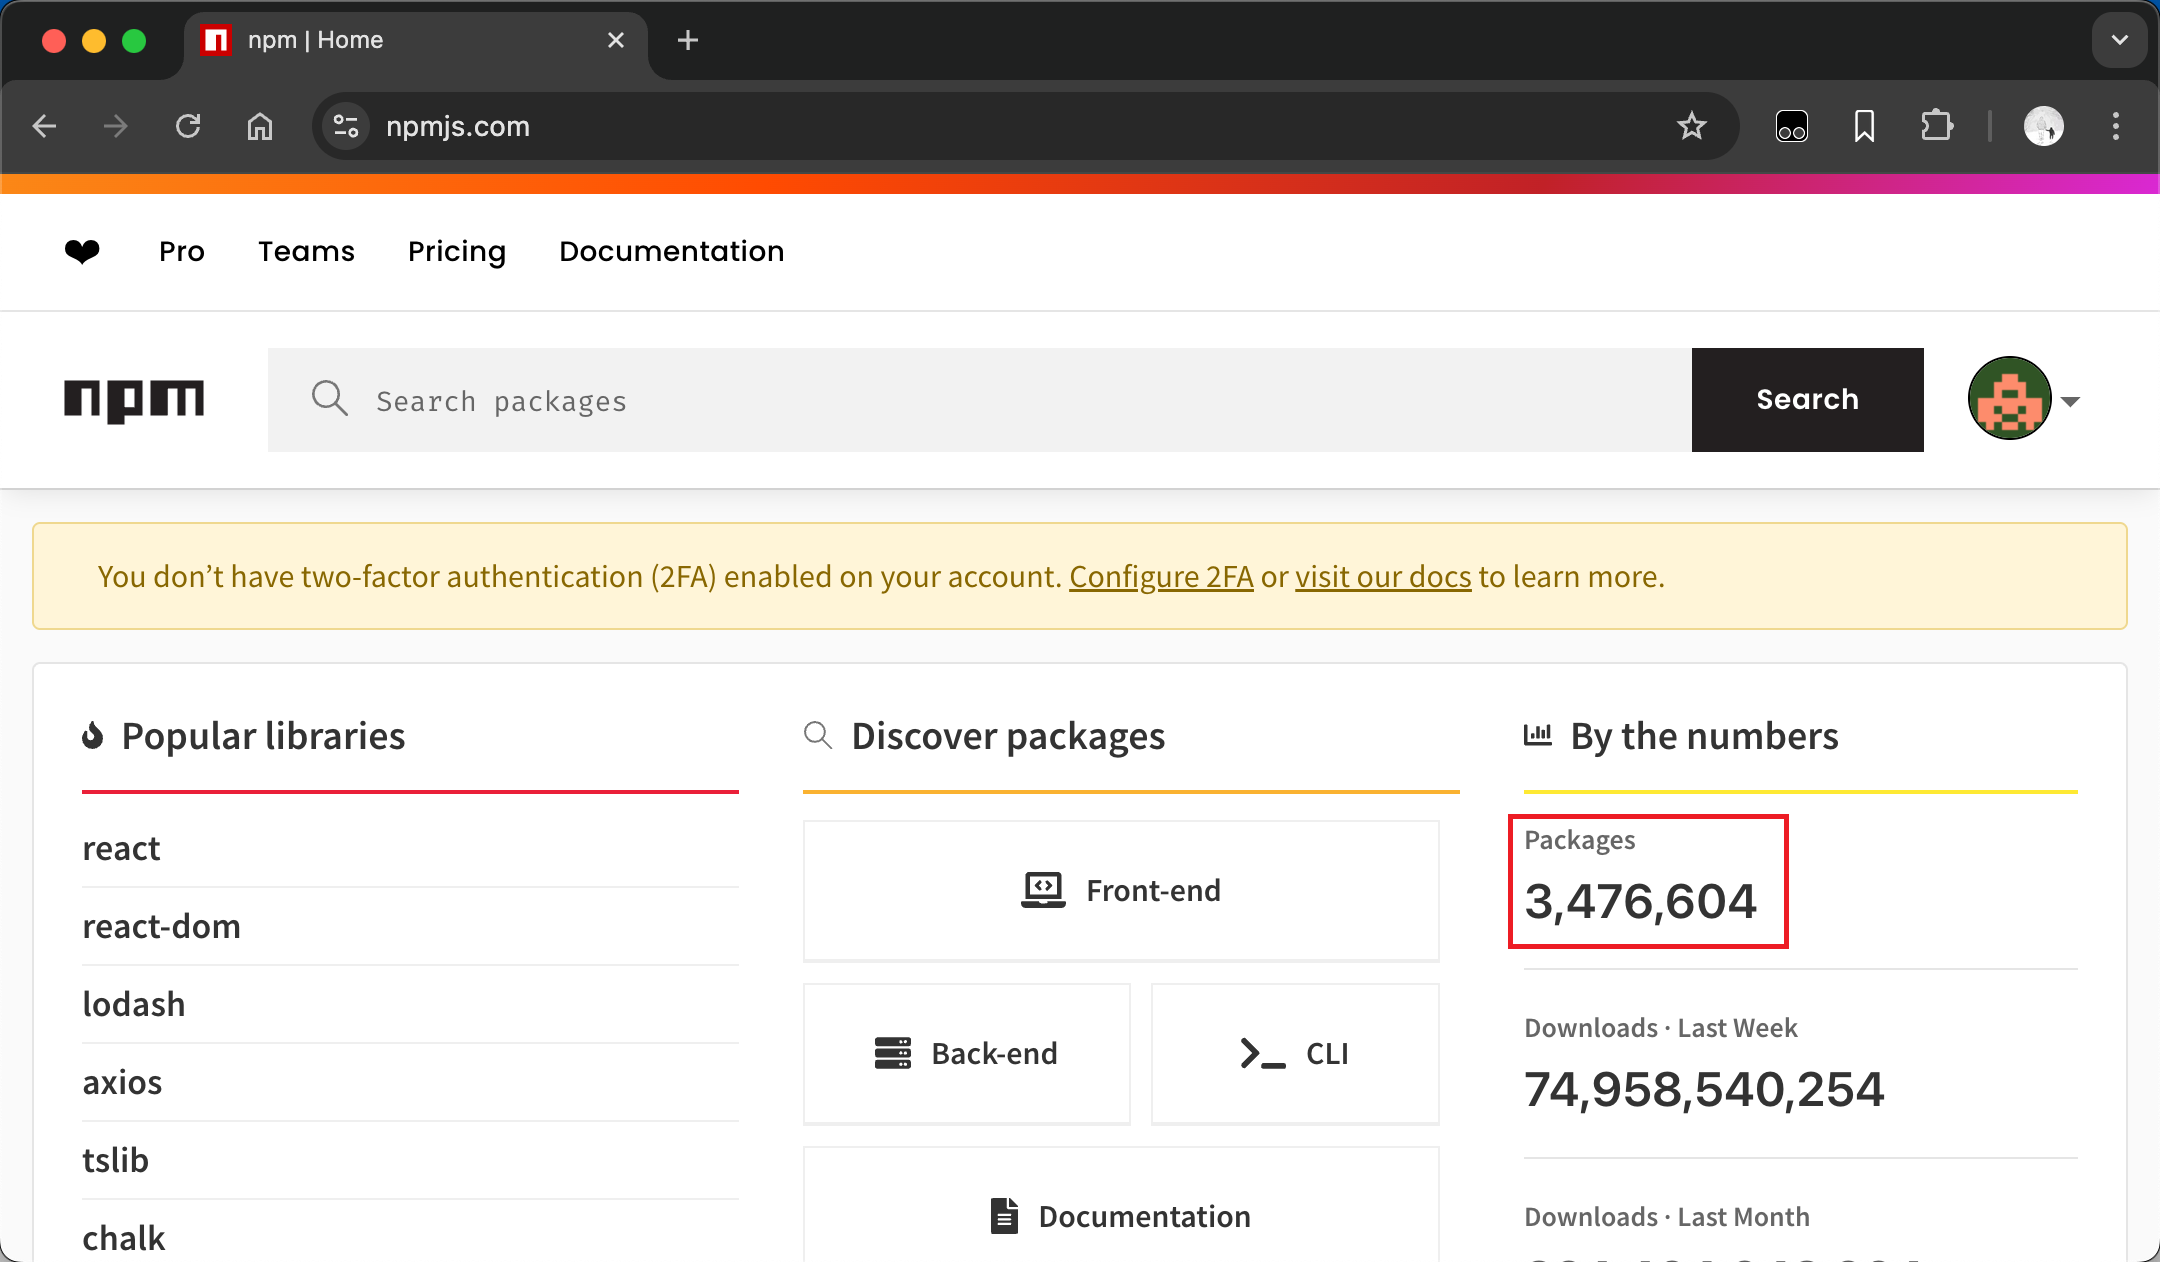 npm | Home
npmjs.com
Pro Teams Pricing Documentation
npm
Search packages
Search
You don’t have two-factor authentication (2FA) enabled on your account. Configure 2FA or visit our docs to learn more.
Popular libraries
react
react-dom
lodash
axios
tslib
chalk
Discover packages
Front-end
Back-end
CLI
Documentation
By the numbers
Packages
3,476,604
Downloads · Last Week
74,958,540,254
Downloads · Last Month